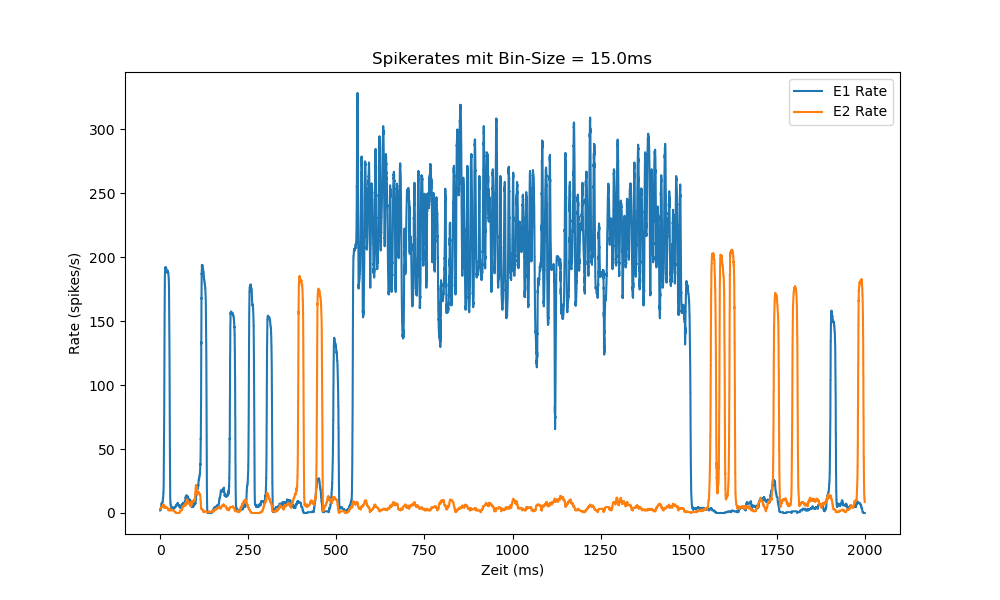 Spikerates mit Bin-Size = 15.0ms
E1 Rate
E2 Rate
Rate (spikes/s)
300
250
200
150
100
50
0
0 250 500 750 1000 1250 1500 1750 2000
Zeit (ms)